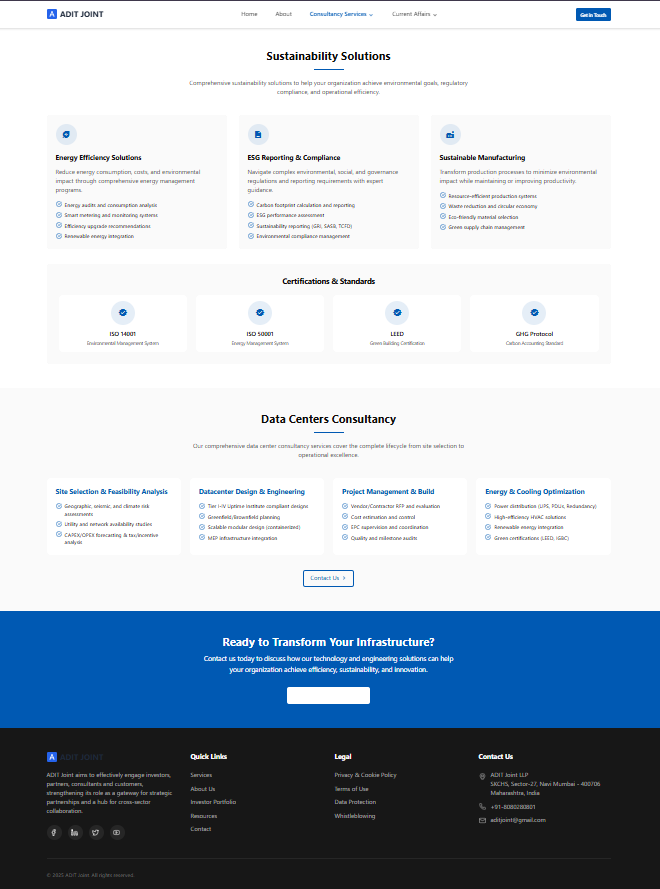 A ADIT JOINT
Home About Consultancy Services Current Affairs Get in Touch
Sustainability Solutions
Comprehensive sustainability solutions to help your organization achieve environmental goals, regulatory
compliance, and operational efficiency.
Energy Efficiency Solutions
Reduce energy consumption, costs, and environmental
impact through comprehensive energy management
programs.
Energy audits and consumption analysis
Smart metering and monitoring systems
Efficiency upgrade recommendations
Renewable energy integration
ESG Reporting & Compliance
Navigate complex environmental, social, and governance
regulations and reporting requirements with expert
guidance.
Carbon footprint calculation and reporting
ESG performance assessment
Sustainability reporting (GRI, SASB, TCFD)
Environmental compliance management
Sustainable Manufacturing
Transform production processes to minimize environmental
impact while maintaining or improving productivity.
Resource-efficient production systems
Waste reduction and circular economy
Eco-friendly material selection
Green supply chain management
Certifications & Standards
ISO 14001
Environmental Management System
ISO 50001
Energy Management System
LEED
Green Building Certification
GHG Protocol
Carbon Accounting Standard
Data Centers Consultancy
Our comprehensive data center consultancy services cover the complete lifecycle from site selection to
operational excellence.
Site Selection & Feasibility Analysis
Geographic, seismic, and climate risk
assessments
Utility and network availability studies
CAPEX/OPEX forecasting & tax/incentive
analysis
Datacenter Design & Engineering
Tier I-IV Uptime Institute compliant designs
Greenfield/Brownfield planning
Scalable modular design (containerized)
MEP infrastructure integration
Project Management & Build
Vendor/Contractor RFP and evaluation
Cost estimation and control
EPC supervision and coordination
Quality and milestone audits
Energy & Cooling Optimization
Power distribution (UPS, PDUs, Redundancy)
High-efficiency HVAC solutions
Renewable energy integration
Green certifications (LEED, IGBC)
Contact Us
Ready to Transform Your Infrastructure?
Contact us today to discuss how our technology and engineering solutions can help
your organization achieve efficiency, sustainability, and innovation.
A ADIT JOINT
ADIT Joint aims to effectively engage investors,
partners, consultants and customers,
strengthening its role as a gateway for strategic
partnerships and a hub for cross-sector
collaboration.
Quick Links
Services
About Us
Investor Portfolio
Resources
Contact
Legal
Privacy & Cookie Policy
Terms of Use
Data Protection
Whistleblowing
Contact Us
ADIT Joint LLP
SKCHS, Sector-27, Navi Mumbai - 400706
Maharashtra, India
+91-8080280801
aditjoint@gmail.com
© 2025 ADIT Joint. All rights reserved.